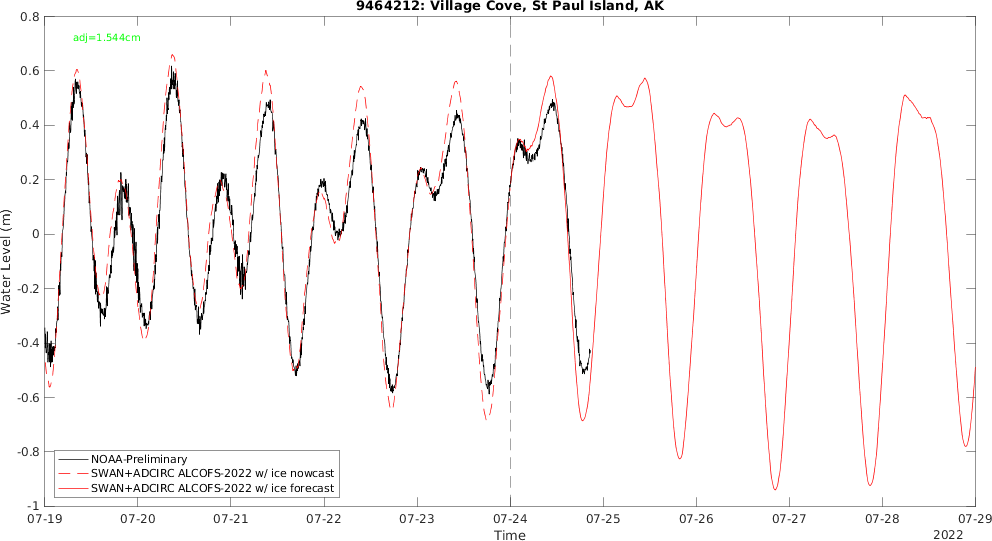 9464212: Village Cove, St Paul Island, AK
adj=1.544cm
0.8
0.6
0.4
0.2
0
-0.2
-0.4
-0.6
-0.8
-1
Water Level (m)
NOAA-Preliminary
SWAN+ADCIRC ALCOFS-2022 w/ ice nowcast
SWAN+ADCIRC ALCOFS-2022 w/ ice forecast
07-19 07-20 07-21 07-22 07-23 07-24 07-25 07-26 07-27 07-28 07-29
Time
2022